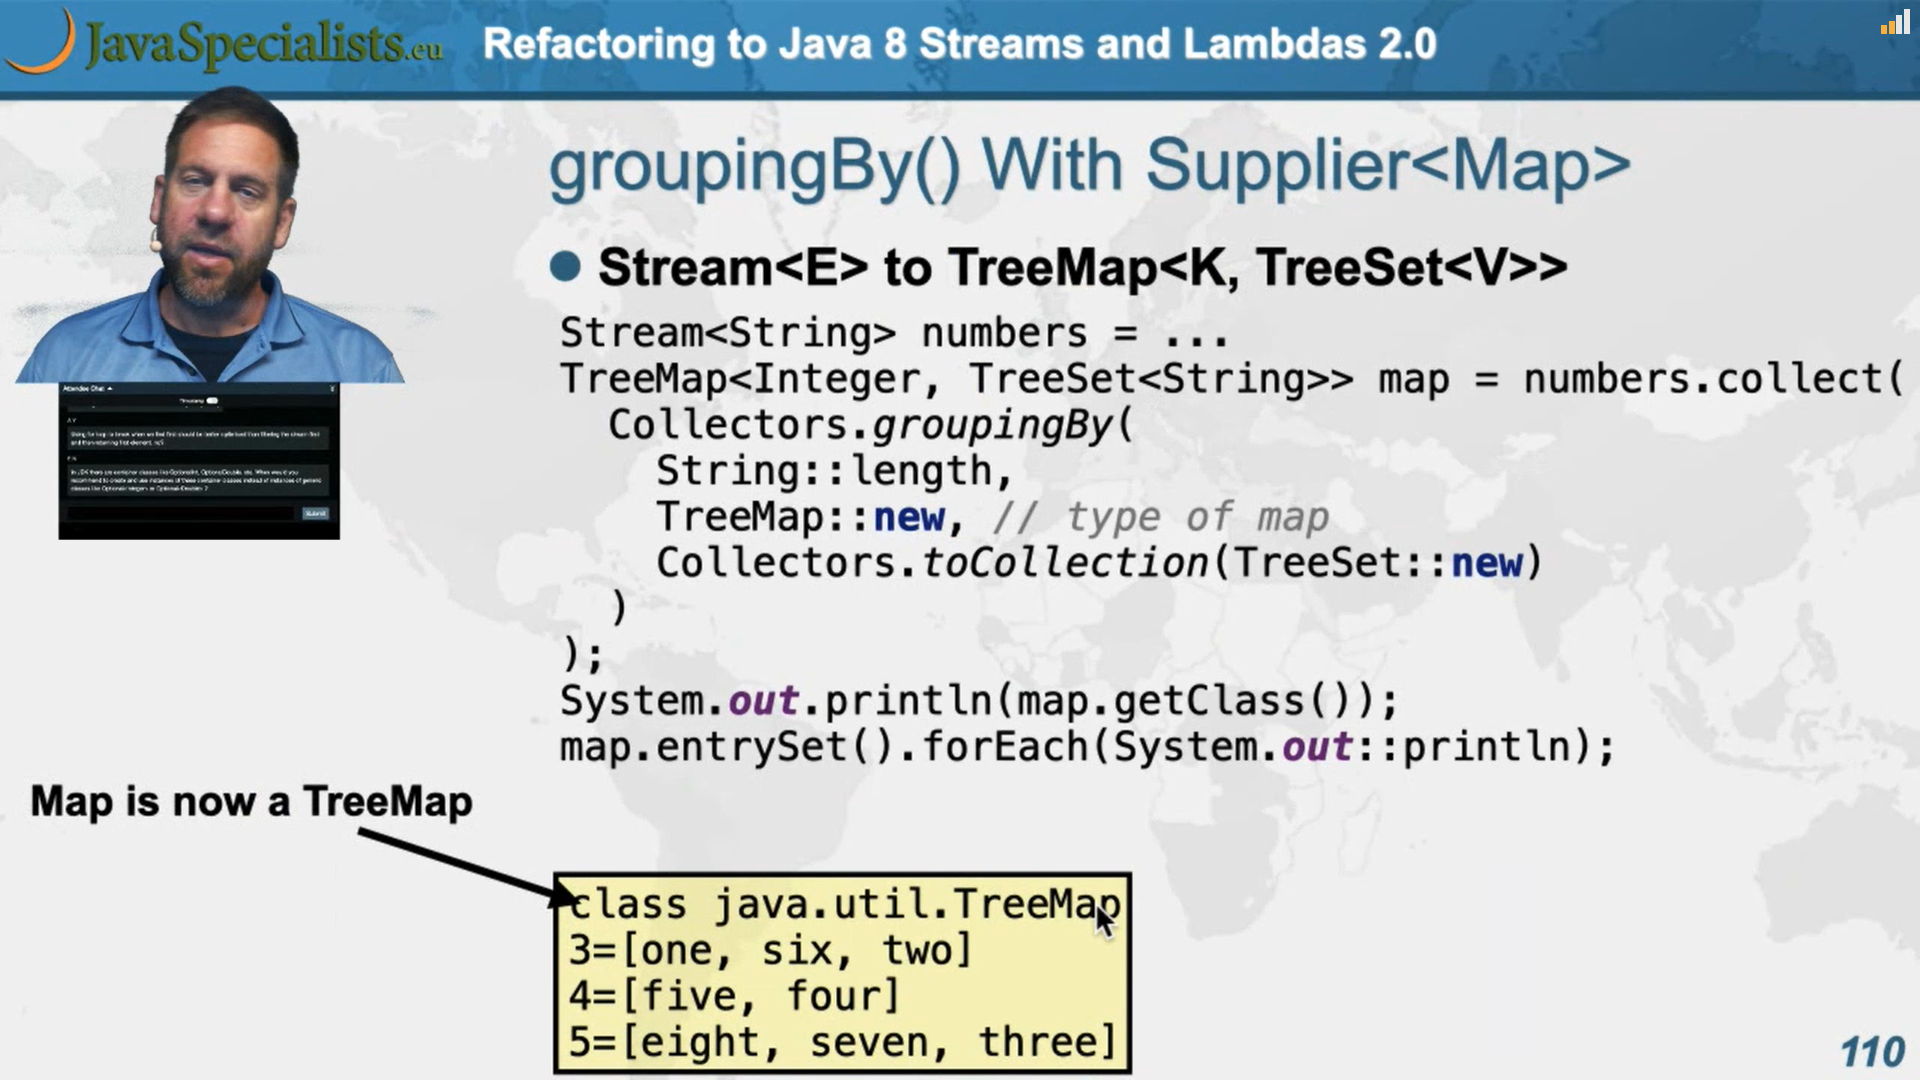 JavaSpecialists.eu
Refactoring to Java 8 Streams and Lambdas 2.0
groupingBy() With Supplier<Map>
Stream<E> to TreeMap<K, TreeSet<V>>
Stream<String> numbers = ...
TreeMap<Integer, TreeSet<String>> map = numbers.collect(
Collectors.groupingBy(
String::length,
TreeMap::new, // type of map
Collectors.toCollection(TreeSet::new)
)
);
System.out.println(map.getClass());
map.entrySet().forEach(System.out::println);
Attendee Chat
Submit
Map is now a TreeMap
class java.util.TreeMap
3=[one, six, two]
4=[five, four]
5=[eight, seven, three]
110